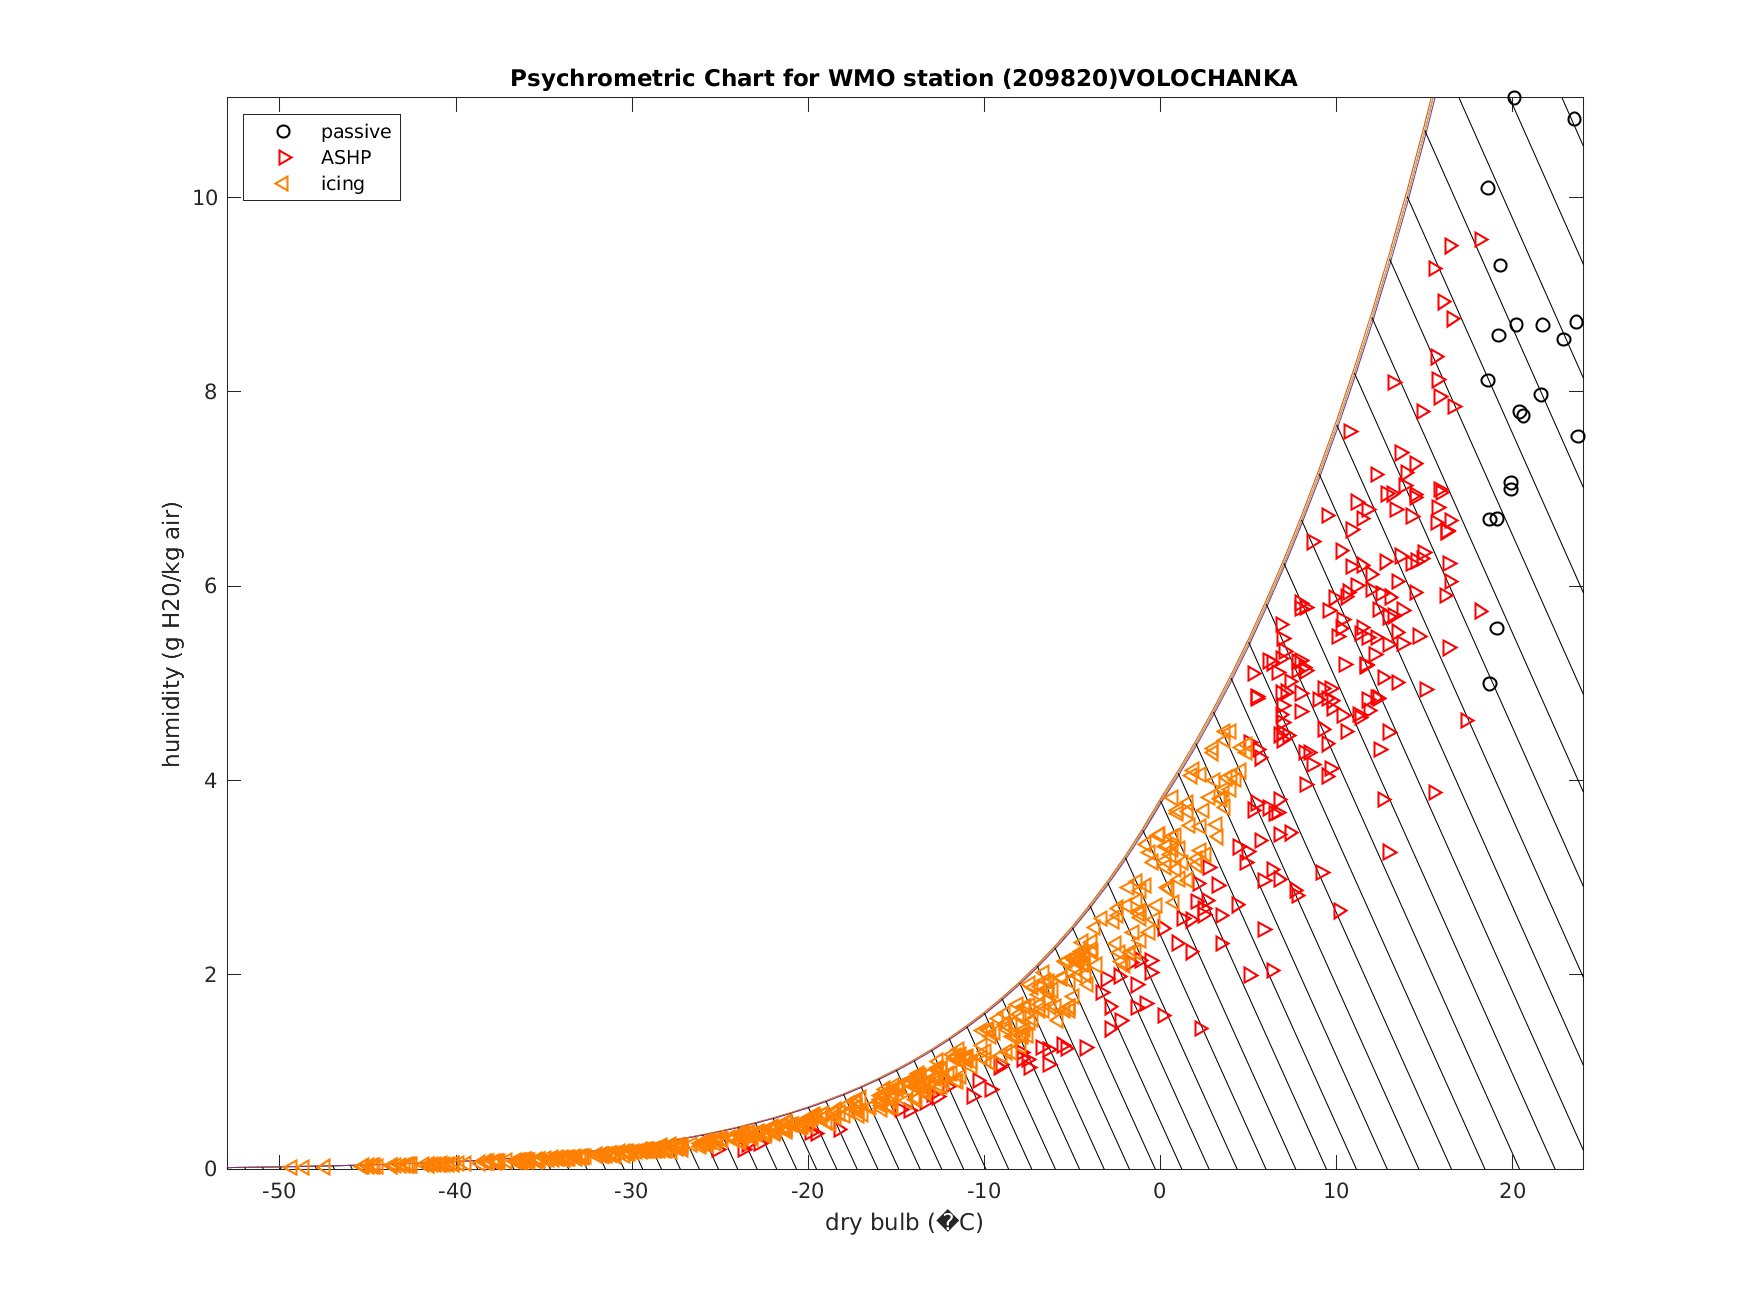 Psychrometric Chart for WMO station (209820)VOLOCHANKA
passive
ASHP
icing
humidity (g H20/kg air)
10
8
6
4
2
0
-50 -40 -30 -20 -10 0 10 20
dry bulb (�C)